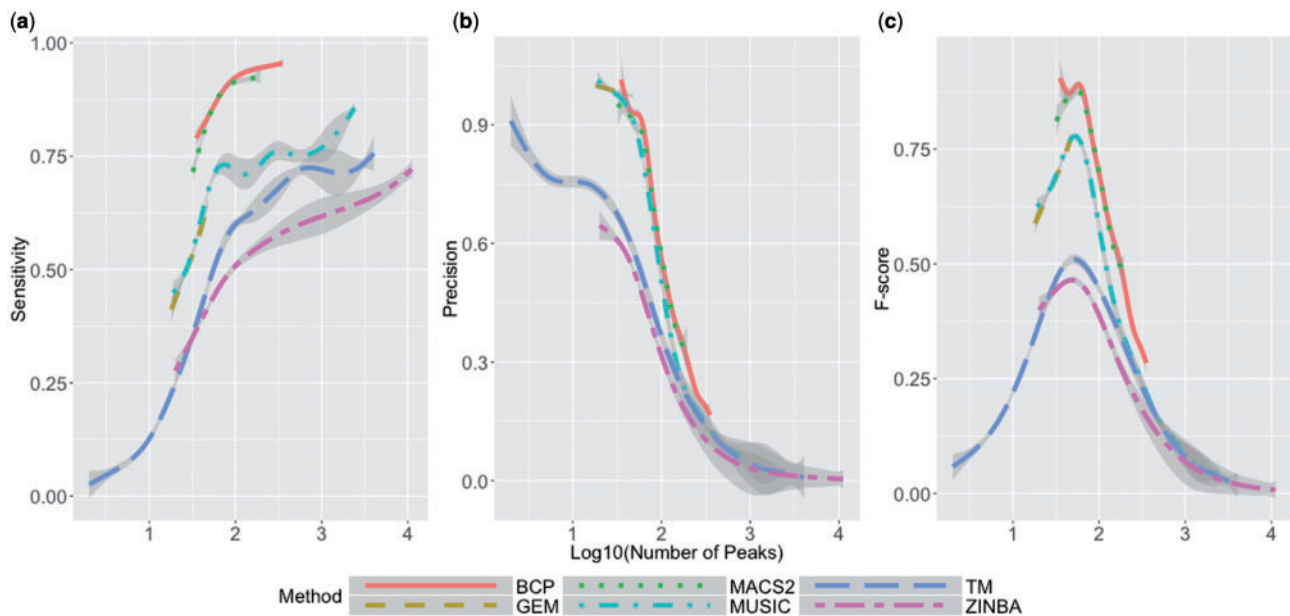 (a)
1.00
0.75
0.50
0.25
0.00
Sensitivity
1 2 3 4
(b)
0.9
0.6
0.3
0.0
Precision
1 2 3 4
Log10(Number of Peaks)
(c)
0.75
0.50
0.25
0.00
F-score
1 2 3 4
Method
BCP MACS2 TM
GEM MUSIC ZINBA